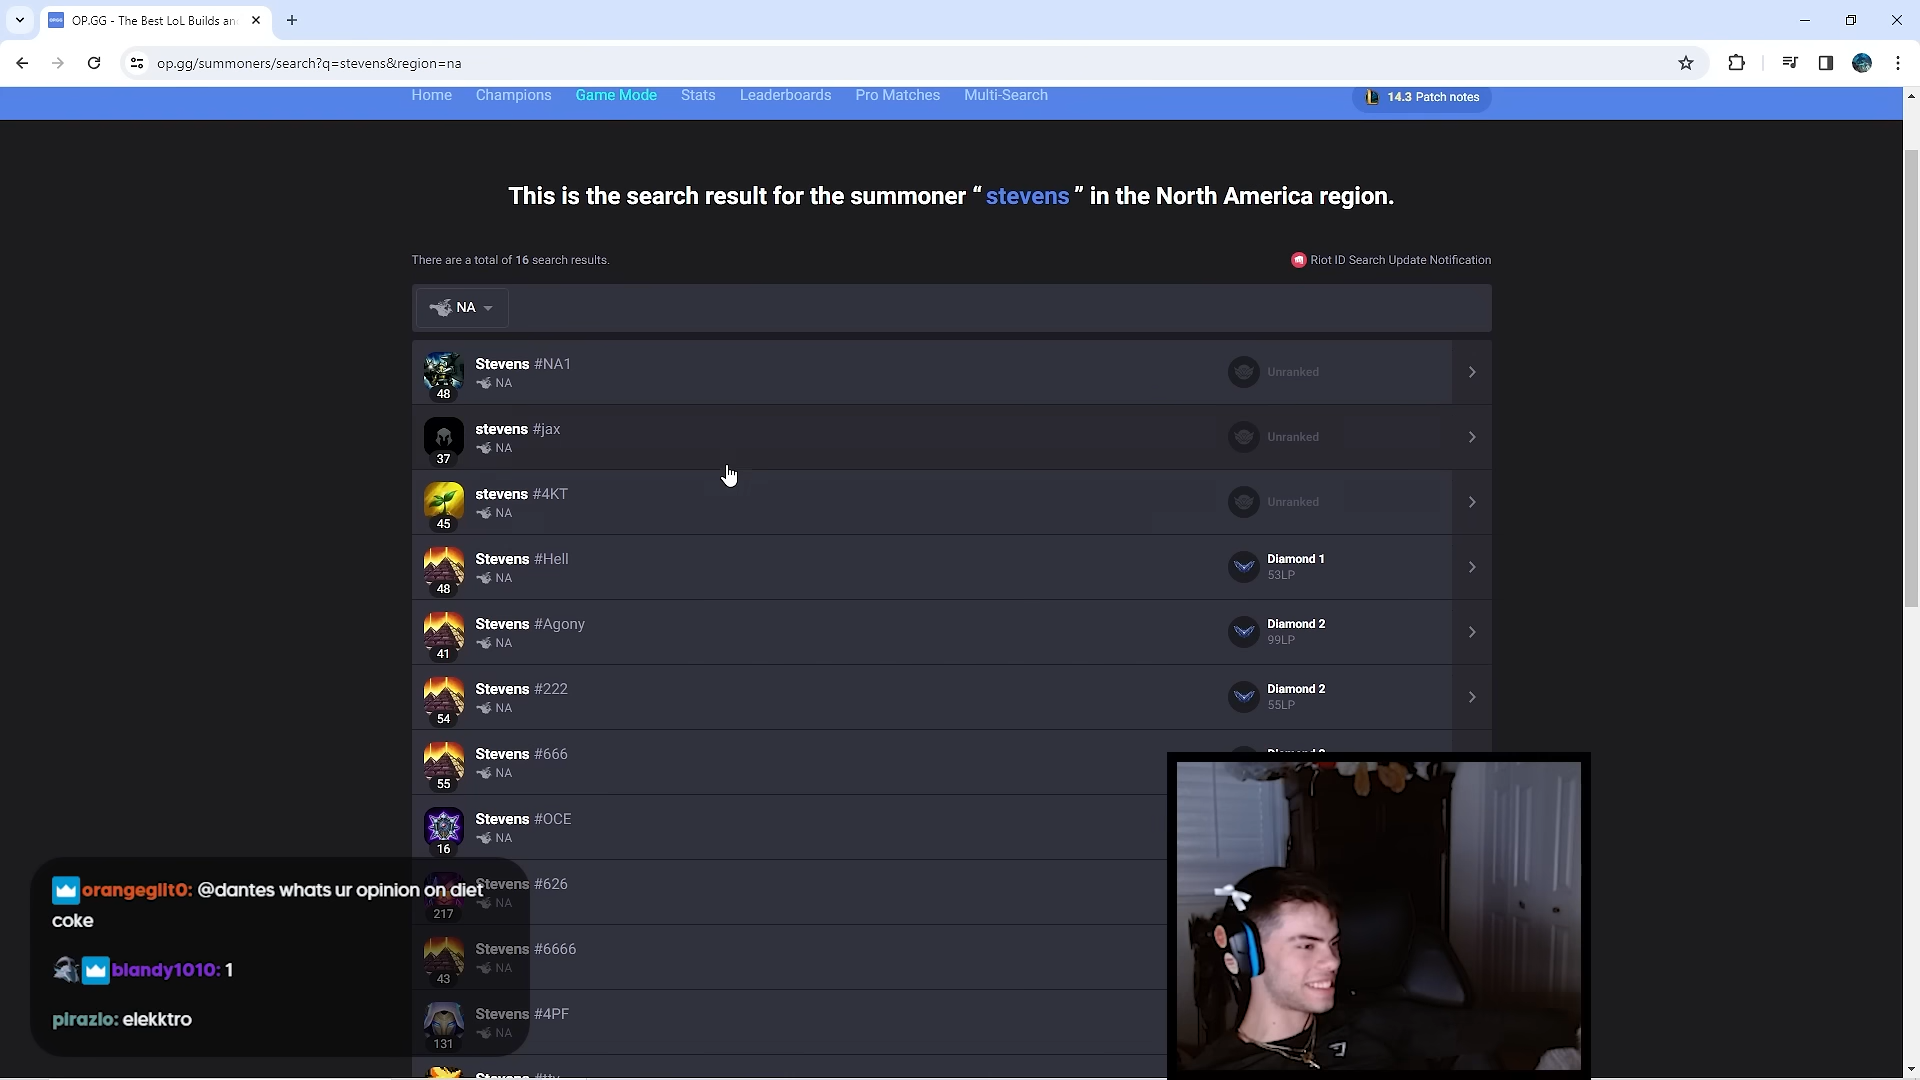 OP.GG - The Best LoL Builds an
op.gg/summoners/search?q=stevens&region=na
Home Champions Game Mode Stats Leaderboards Pro Matches Multi-Search 14.3 Patch notes
This is the search result for the summoner “ stevens ” in the North America region.
There are a total of 16 search results. Riot ID Search Update Notification
NA
Stevens #NA1
NA
48
Unranked
stevens #jax
NA
37
Unranked
stevens #4KT
NA
45
Unranked
Stevens #Hell
NA
48
Diamond 1
53LP
Stevens #Agony
NA
41
Diamond 2
99LP
Stevens #222
NA
54
Diamond 2
55LP
Stevens #666
NA
55
Stevens #OCE
NA
16
Stevens #626
NA
217
Stevens #6666
NA
43
Stevens #4PF
NA
131
orangeglit0: @dantes whats ur opinion on diet
coke
blandy1010: 1
pirazlo: elekktro